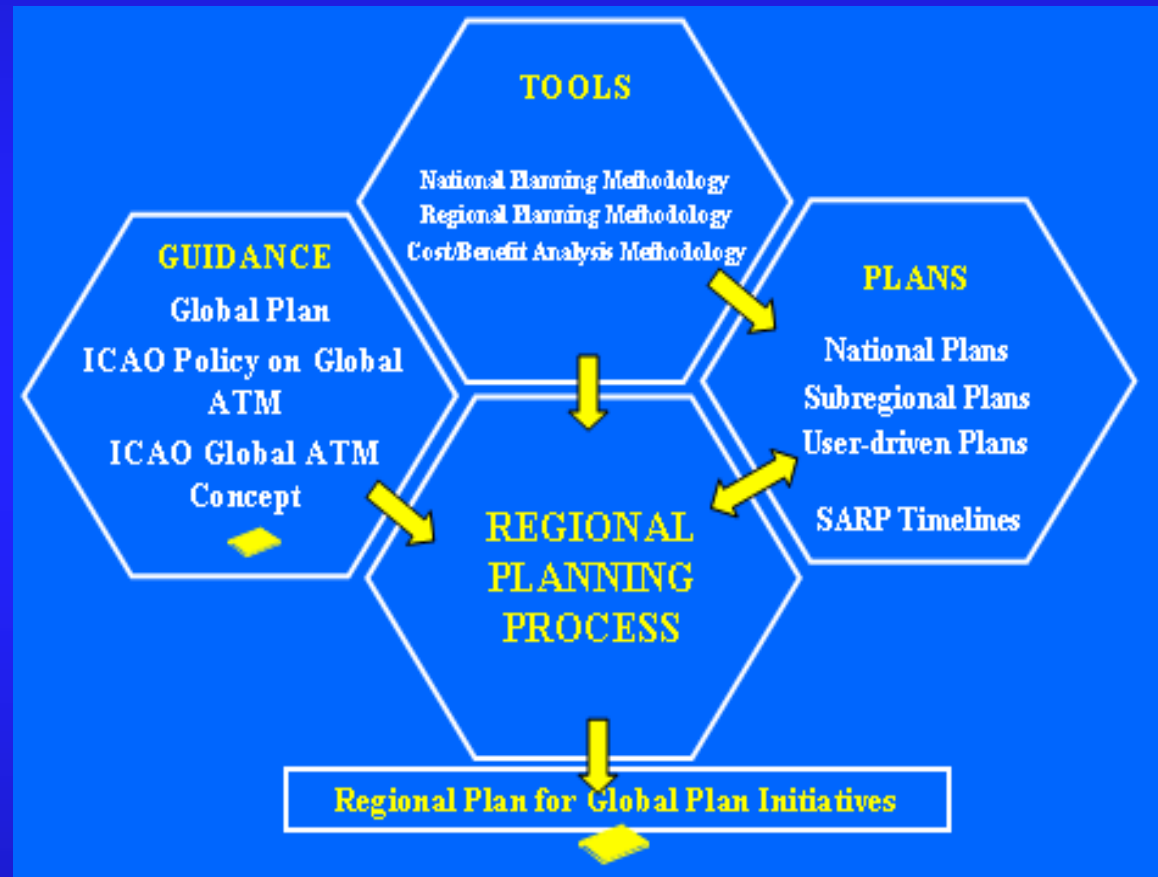 TOOLS
National Planning Methodology
Regional Planning Methodology
Cost/Benefit Analysis Methodology
GUIDANCE
Global Plan
ICAO Policy on Global
ATM
ICAO Global ATM
Concept
PLANS
National Plans
Subregional Plans
User-driven Plans
SARP Timelines
REGIONAL
PLANNING
PROCESS
Regional Plan for Global Plan Initiatives